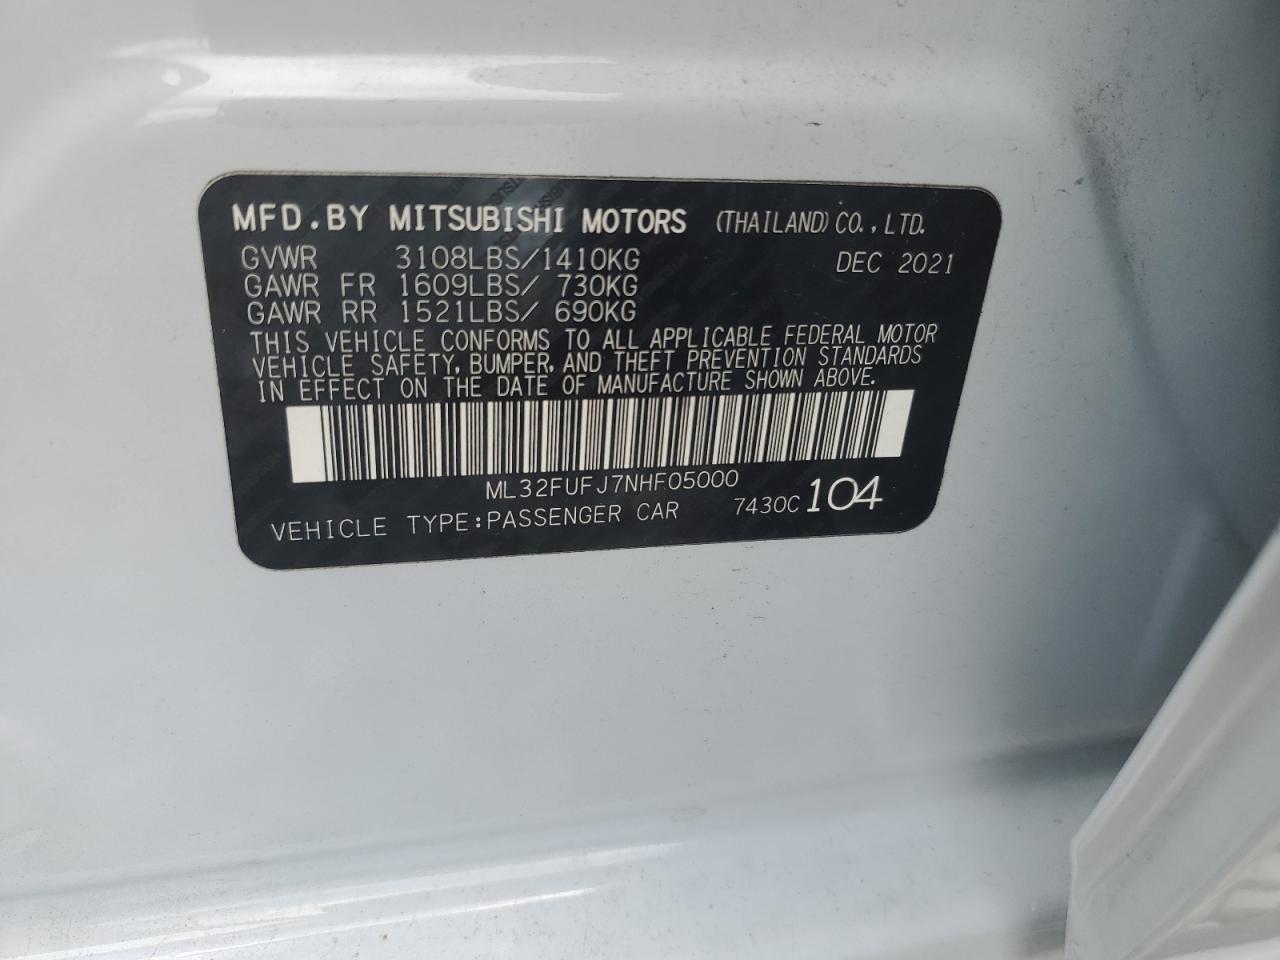 MFD.BY MITSUBISHI MOTORS (THAILAND) CO., LTD.
GVWR 3108LBS/1410KG DEC 2021
GAWR FR 1609LBS/ 730KG
GAWR RR 1521LBS/ 690KG
THIS VEHICLE CONFORMS TO ALL APPLICABLE FEDERAL MOTOR
VEHICLE SAFETY, BUMPER, AND THEFT PREVENTION STANDARDS
IN EFFECT ON THE DATE OF MANUFACTURE SHOWN ABOVE.
ML32FUFJ7NHF05000
VEHICLE TYPE:PASSENGER CAR 7430C 104